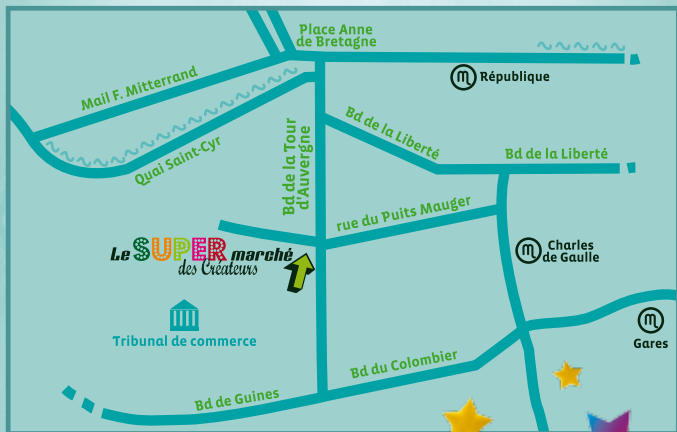 Place Anne
de Bretagne
Mail F. Mitterrand
m République
Quai Saint-Cyr
Bd de la Tour
d'Auvergne
Bd de la Liberté
Bd de la Liberté
rue du Puits Mauger
Le SUPER marché
des Créateurs
m Charles
de Gaulle
Tribunal de commerce
m
Gares
Bd du Colombier
Bd de Guines